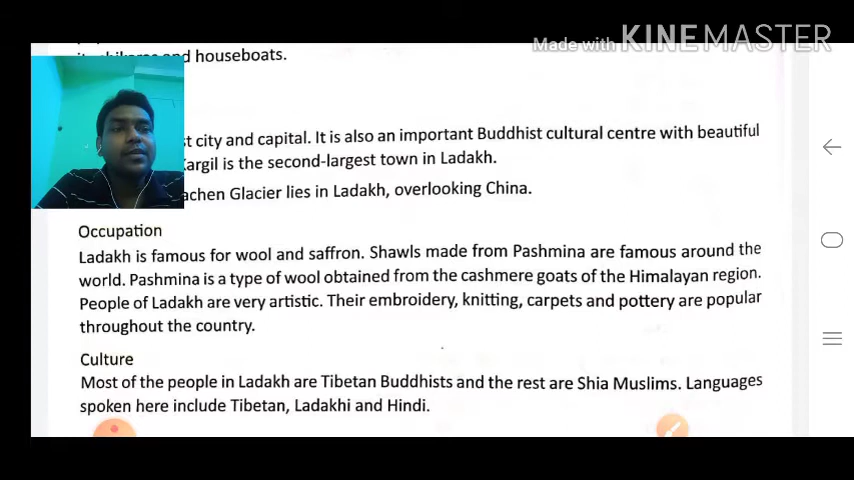 Made with KINEMASTER
and houseboats.
city and capital. It is also an important Buddhist cultural centre with beautiful
Kargil is the second-largest town in Ladakh.
Glacier lies in Ladakh, overlooking China.
Occupation
Ladakh is famous for wool and saffron. Shawls made from Pashmina are famous around the
world. Pashmina is a type of wool obtained from the cashmere goats of the Himalayan region.
People of Ladakh are very artistic. Their embroidery, knitting, carpets and pottery are popular
throughout the country.
Culture
Most of the people in Ladakh are Tibetan Buddhists and the rest are Shia Muslims. Languages
spoken here include Tibetan, Ladakhi and Hindi.